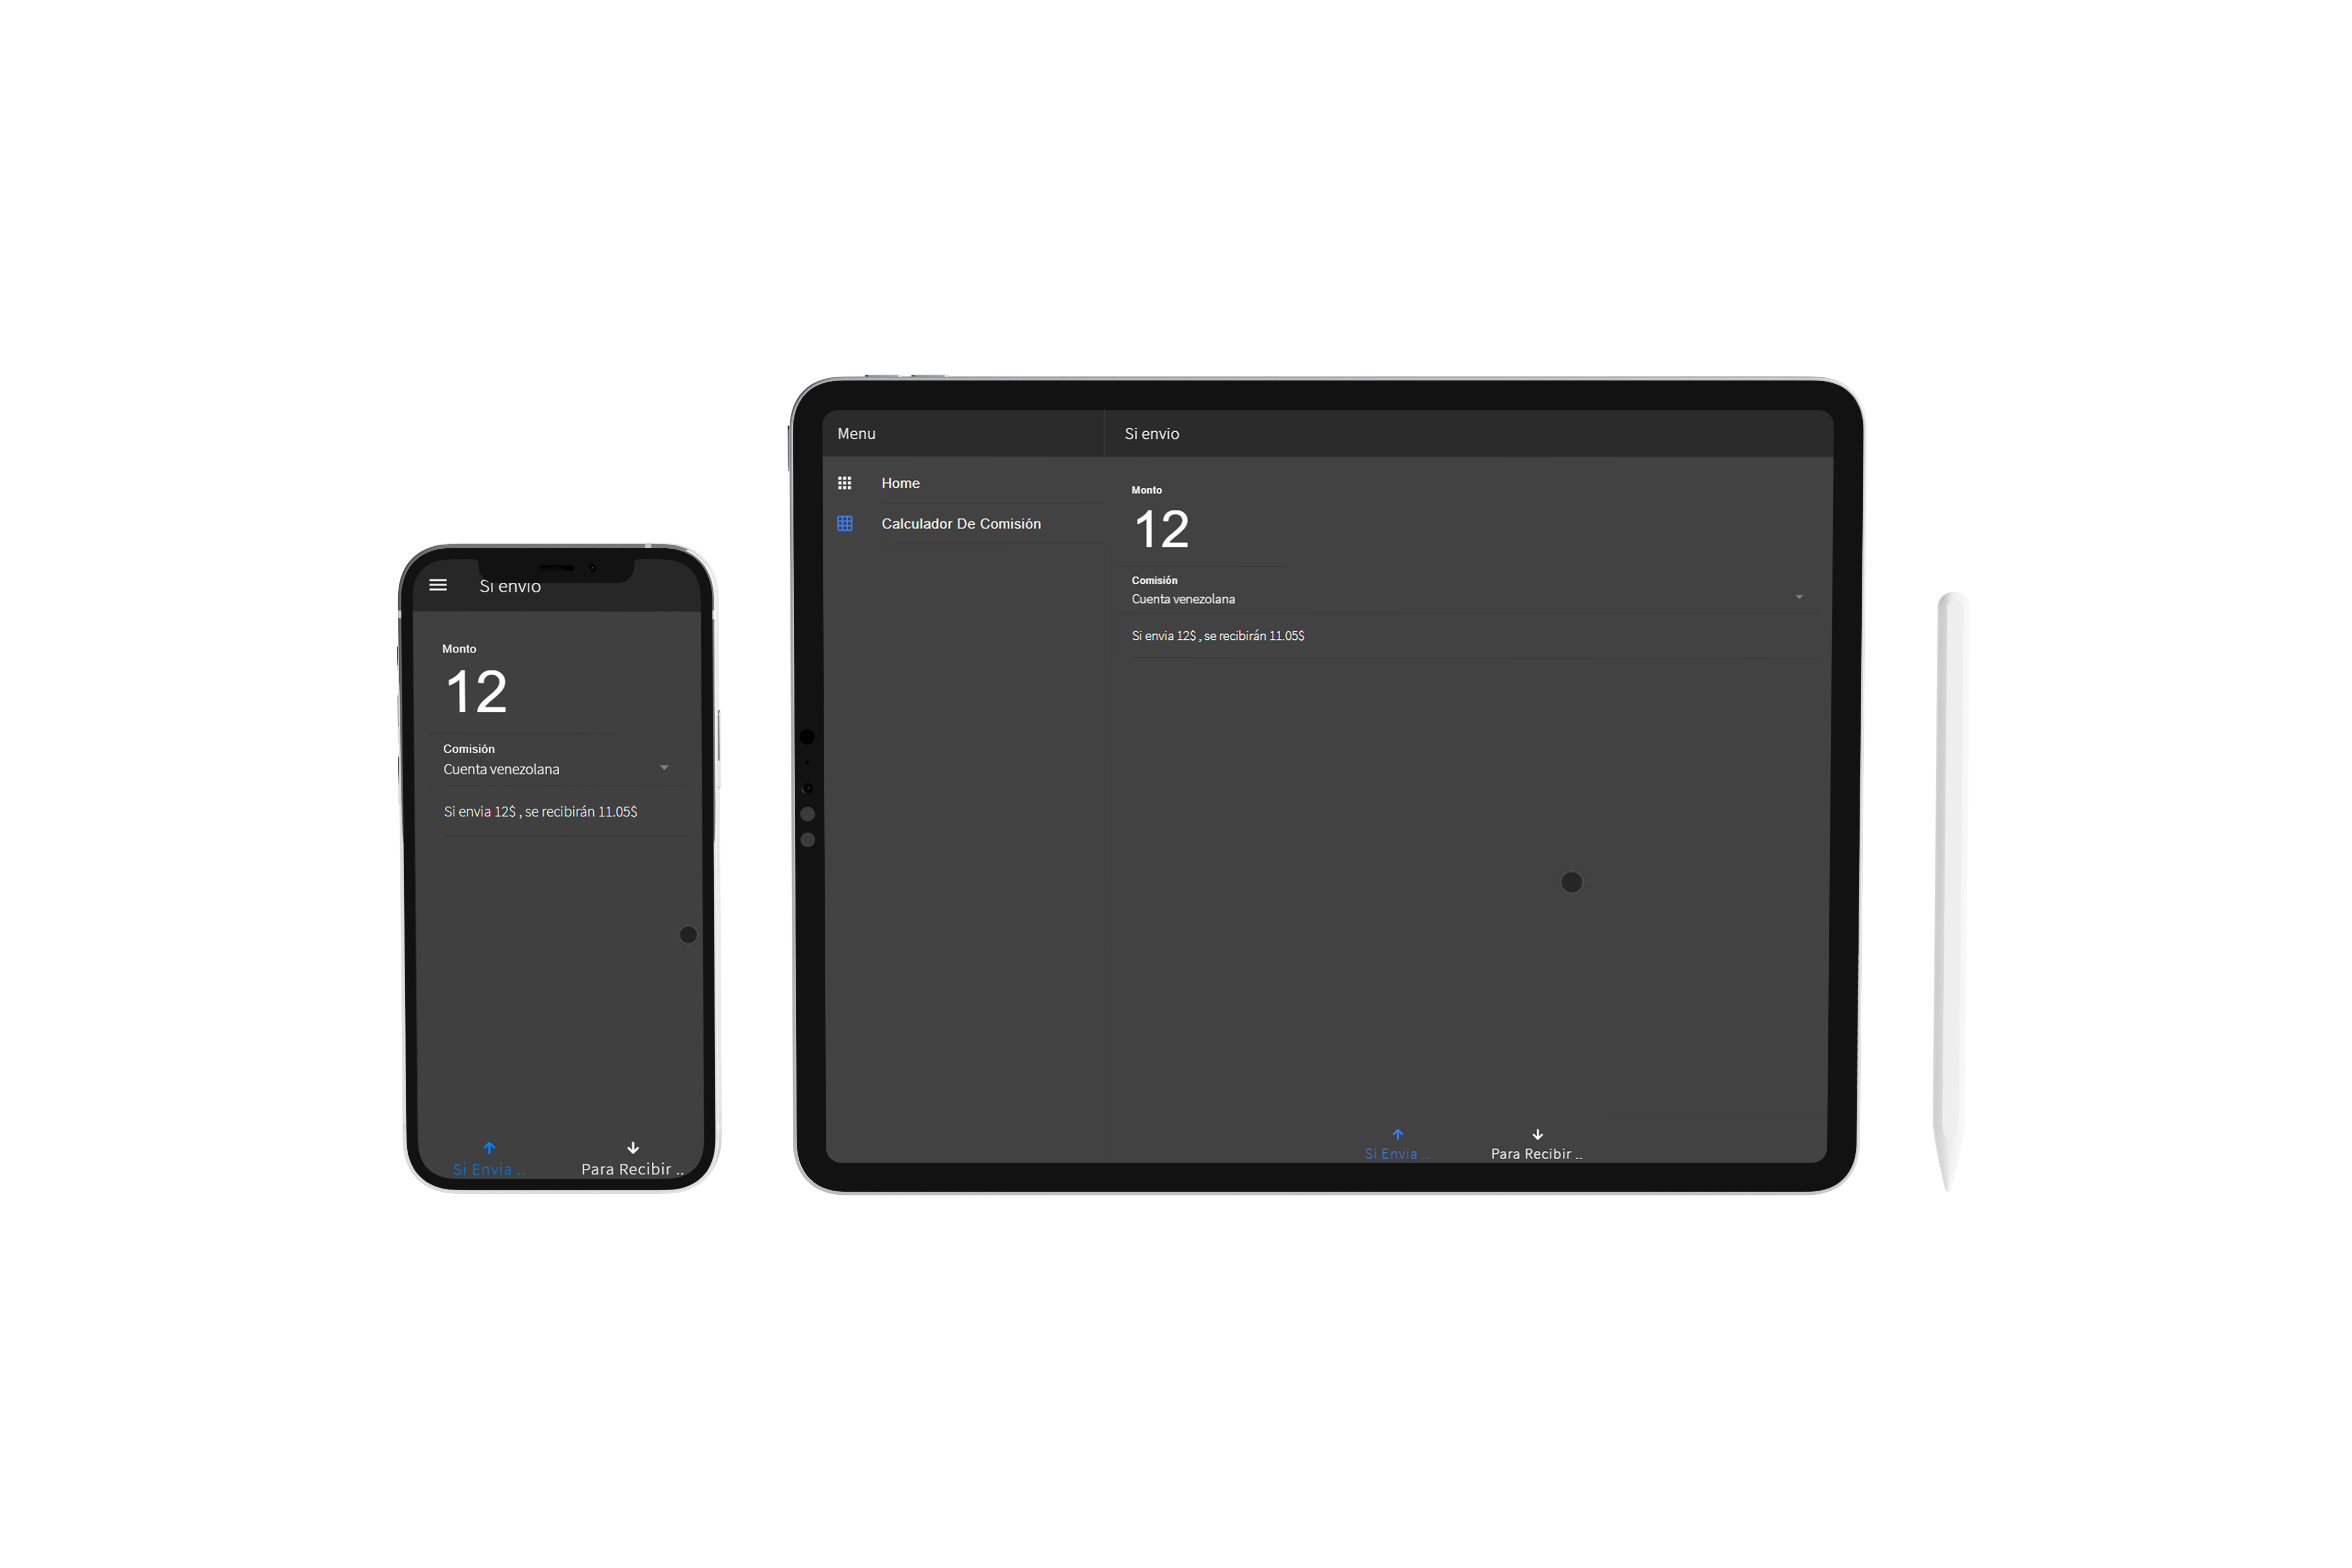 Si envio
Monto
12
Comisión
Cuenta venezolana
Si envia 12$ , se recibirán 11.05$
Si Envia ..
Para Recibir ..
Menu
Home
Calculador De Comisión
Si envio
Monto
12
Comisión
Cuenta venezolana
Si envia 12$ , se recibirán 11.05$
Si Envia ..
Para Recibir ..